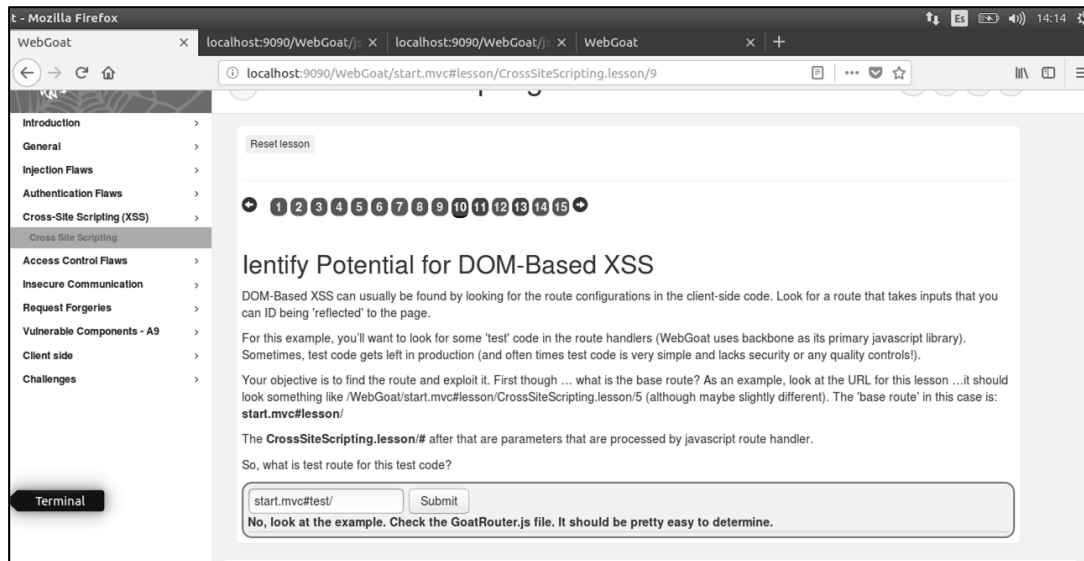 t - Mozilla Firefox
Es
14:14
WebGoat
localhost:9090/WebGoat/js
localhost:9090/WebGoat/js
WebGoat
localhost:9090/WebGoat/start.mvc#lesson/CrossSiteScripting.lesson/9
Introduction
General
Injection Flaws
Authentication Flaws
Cross-Site Scripting (XSS)
Cross Site Scripting
Access Control Flaws
Insecure Communication
Request Forgeries
Vulnerable Components - A9
Client side
Challenges
Reset lesson
1 2 3 4 5 6 7 8 9 10 11 12 13 14 15
Ientify Potential for DOM-Based XSS
DOM-Based XSS can usually be found by looking for the route configurations in the client-side code. Look for a route that takes inputs that you
can ID being 'reflected' to the page.
For this example, you'll want to look for some 'test' code in the route handlers (WebGoat uses backbone as its primary javascript library).
Sometimes, test code gets left in production (and often times test code is very simple and lacks security or any quality controls!).
Your objective is to find the route and exploit it. First though … what is the base route? As an example, look at the URL for this lesson …it should
look something like /WebGoat/start.mvc#lesson/CrossSiteScripting.lesson/5 (although maybe slightly different). The 'base route' in this case is:
start.mvc#lesson/
The CrossSiteScripting.lesson/# after that are parameters that are processed by javascript route handler.
So, what is test route for this test code?
start.mvc#test/
Submit
No, look at the example. Check the GoatRouter.js file. It should be pretty easy to determine.
Terminal